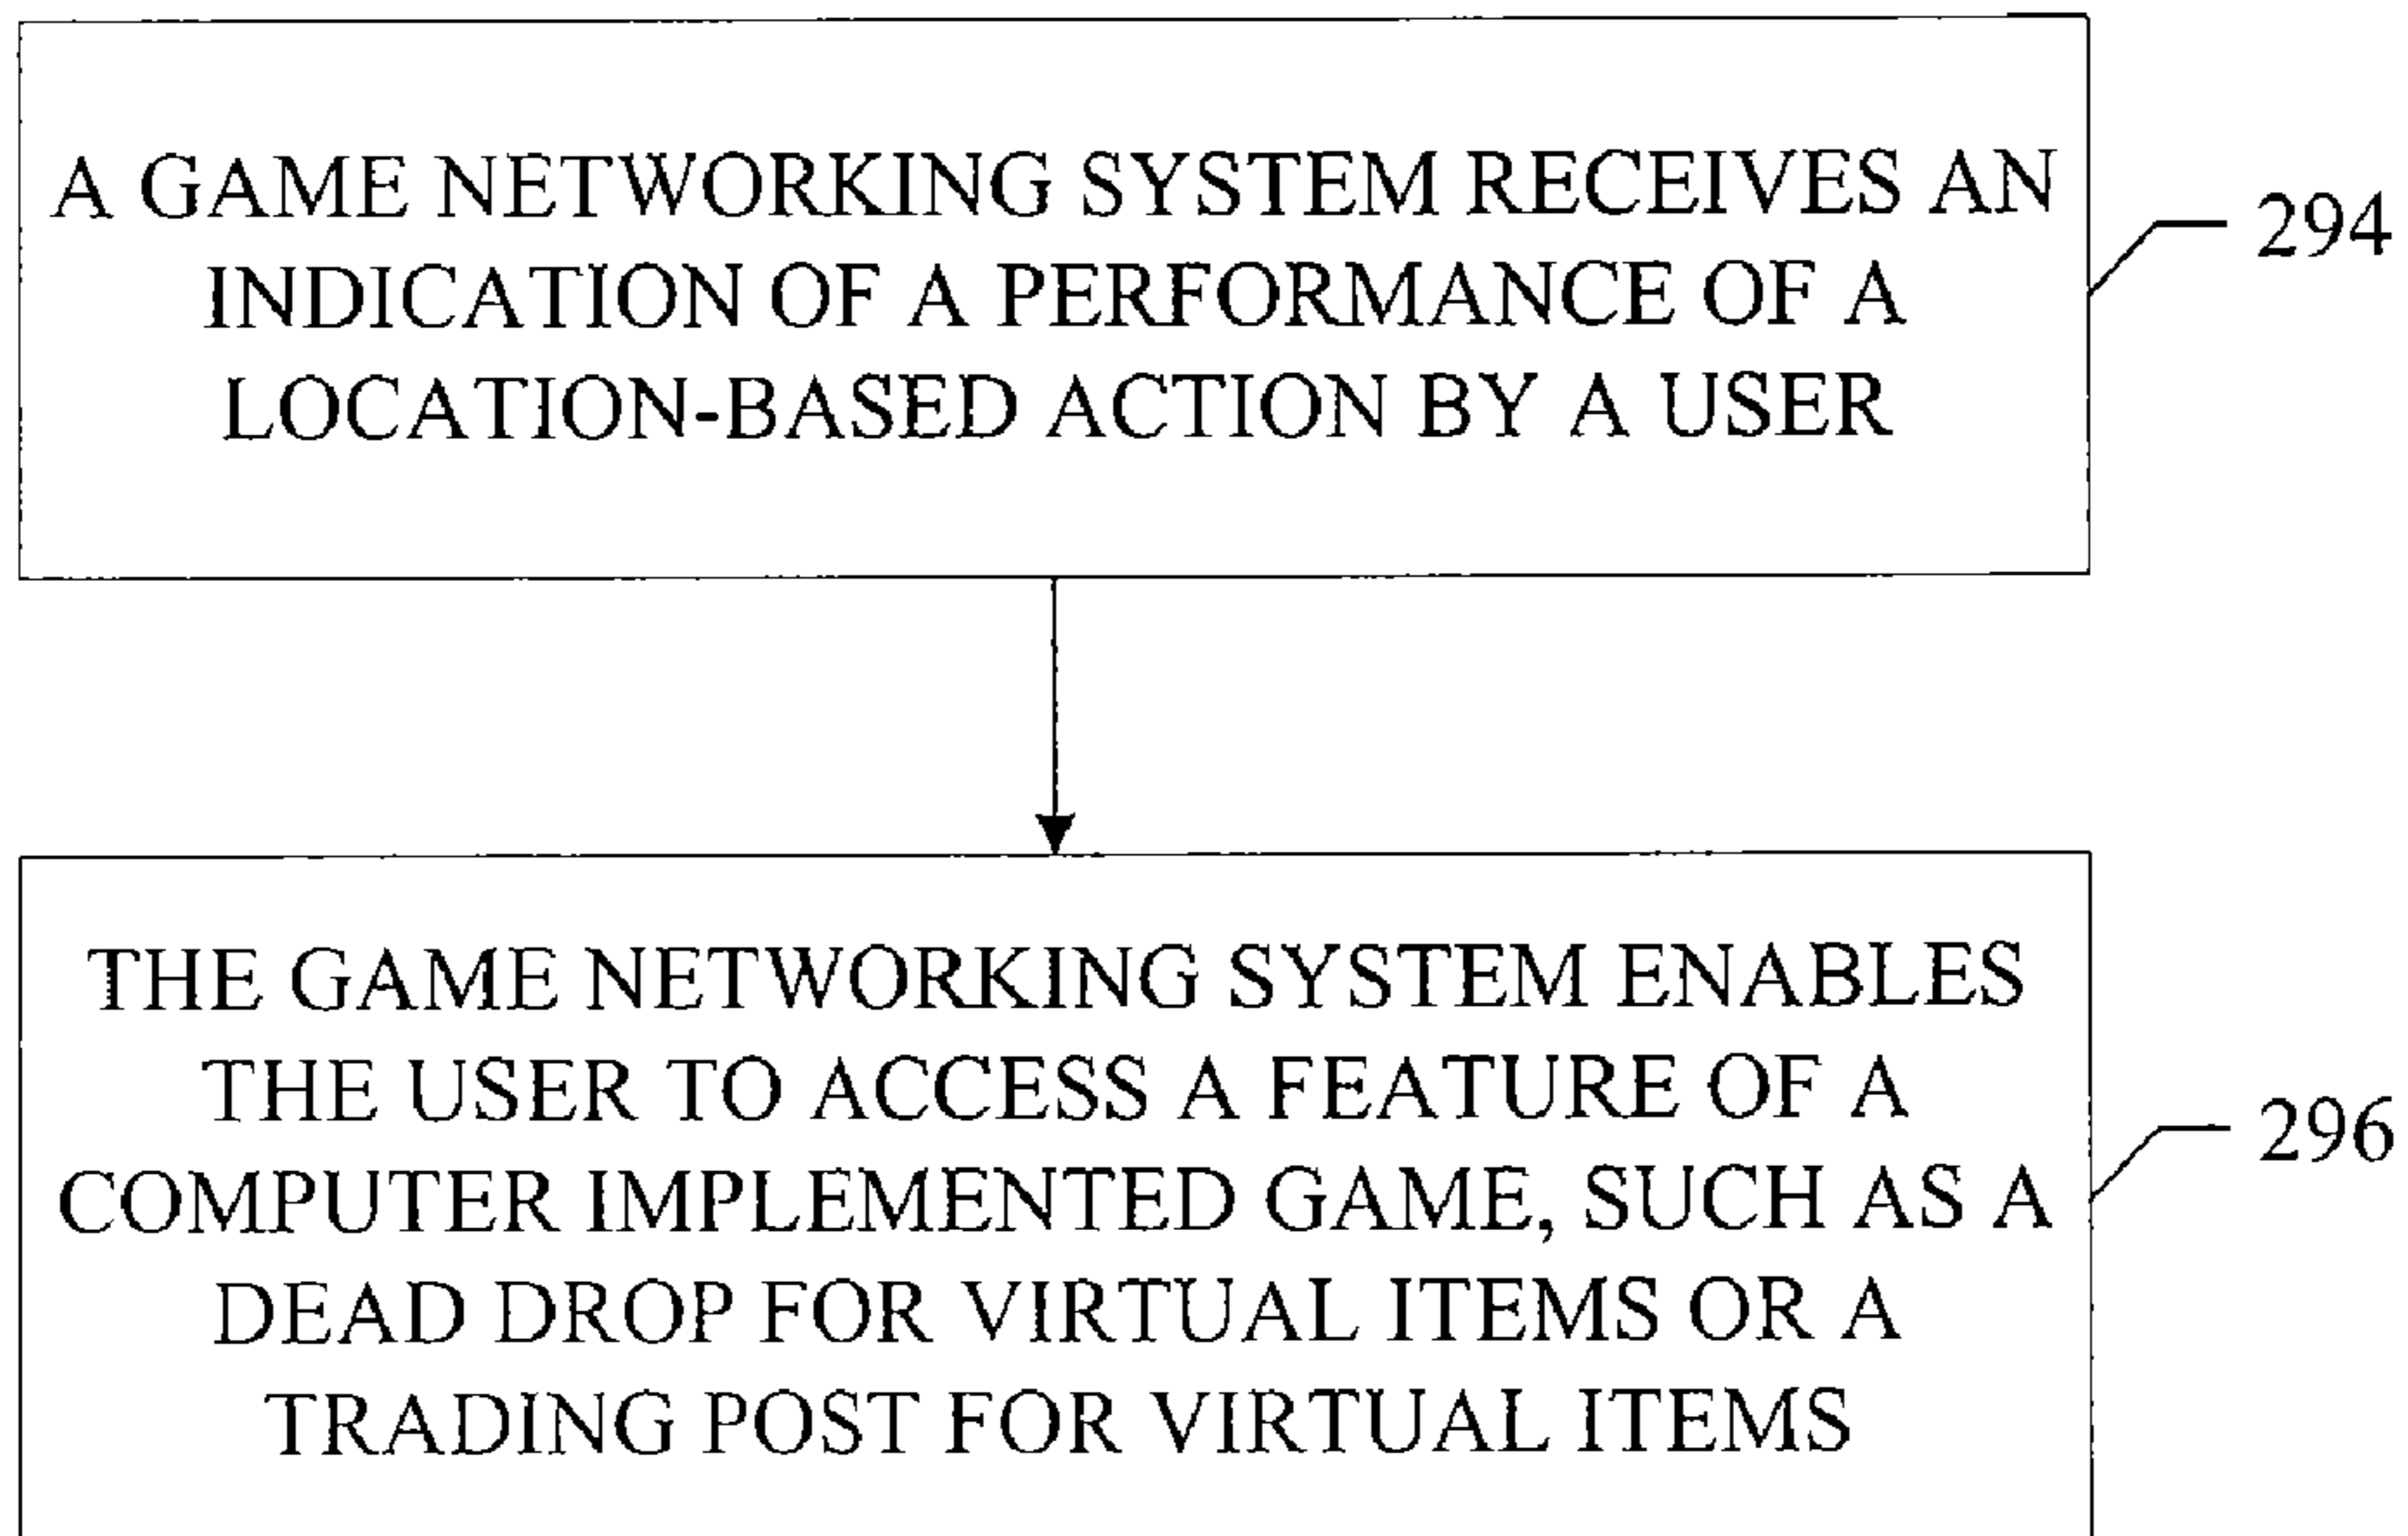 A GAME NETWORKING SYSTEM RECEIVES AN
INDICATION OF A PERFORMANCE OF A
LOCATION-BASED ACTION BY A USER
294
THE GAME NETWORKING SYSTEM ENABLES
THE USER TO ACCESS A FEATURE OF A
COMPUTER IMPLEMENTED GAME, SUCH AS A
DEAD DROP FOR VIRTUAL ITEMS OR A
TRADING POST FOR VIRTUAL ITEMS
296